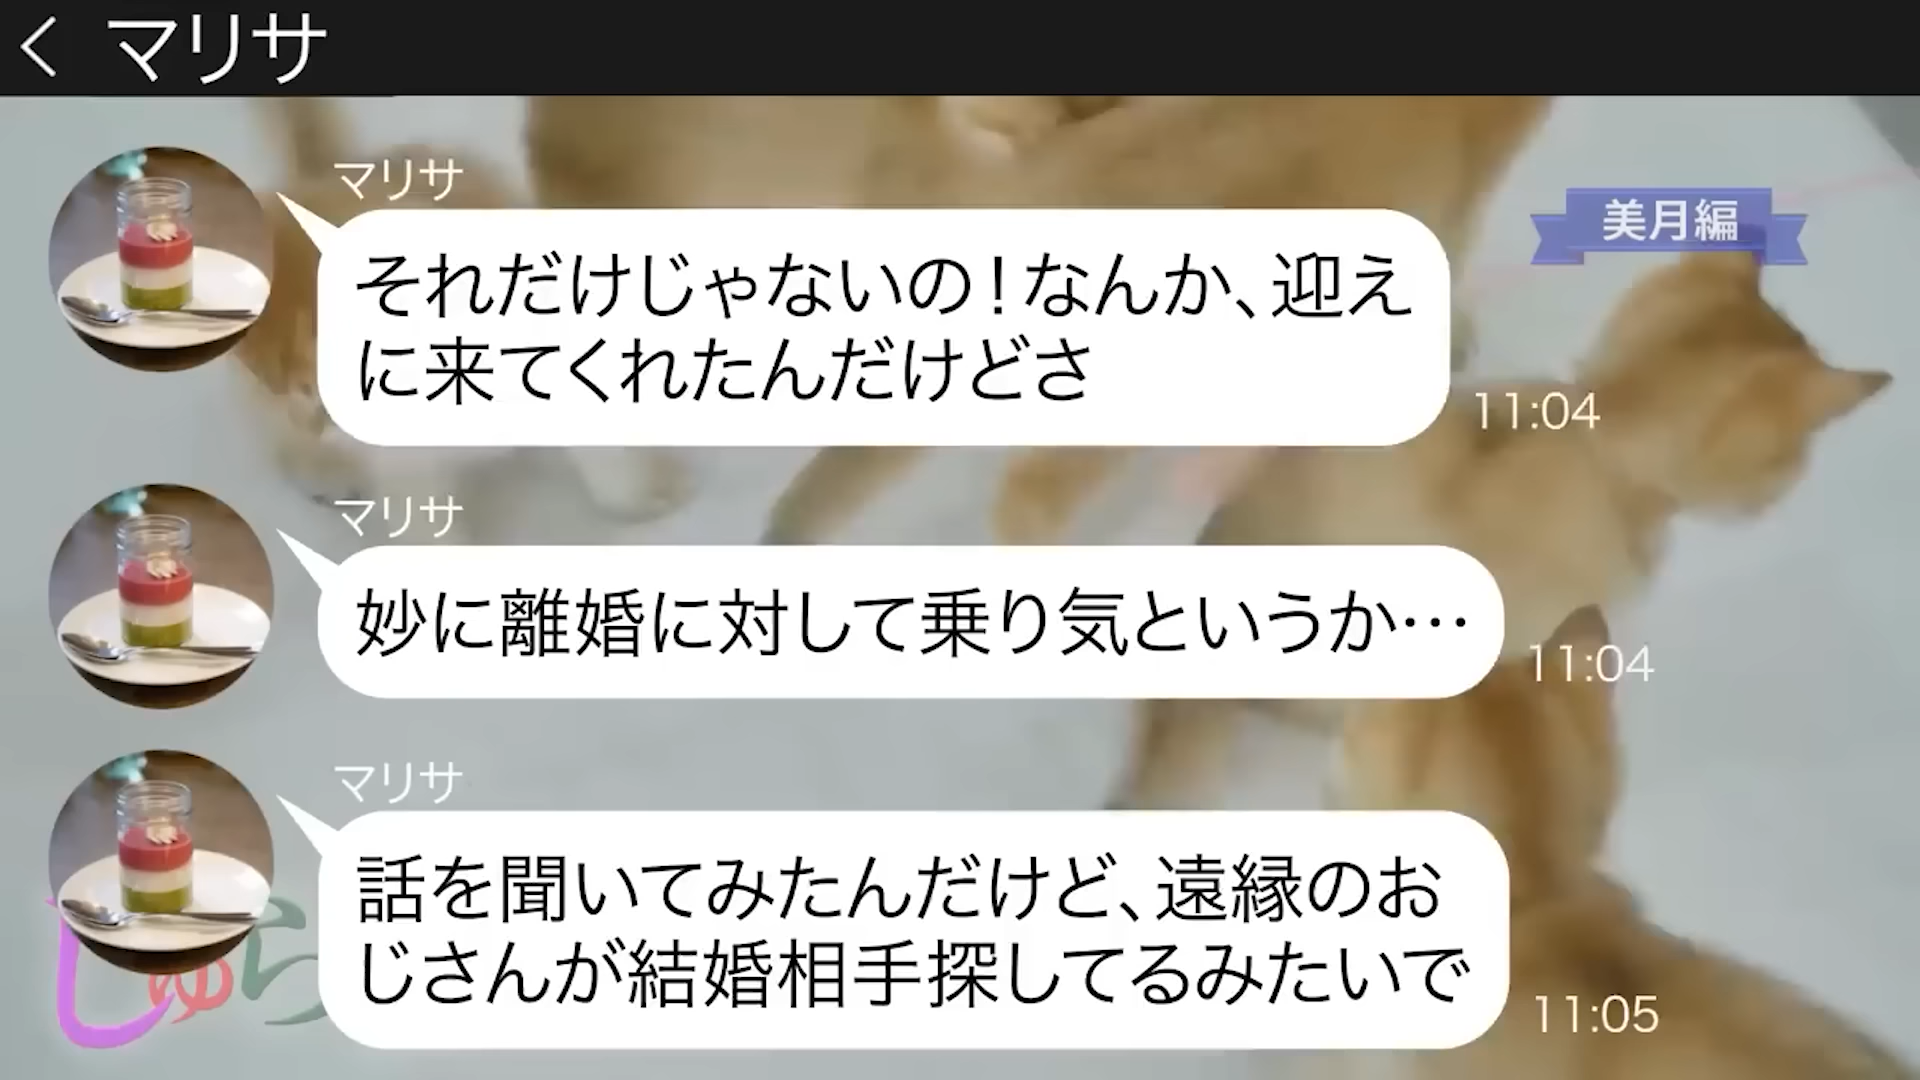 マリサ
マリサ
美月編
それだけじゃないの！なんか、迎え
に来てくれたんだけどさ
11:04
マリサ
妙に離婚に対して乗り気というか…
11:04
マリサ
話を聞いてみたんだけど、遠縁のお
じさんが結婚相手探してるみたいで
11:05
しゅら